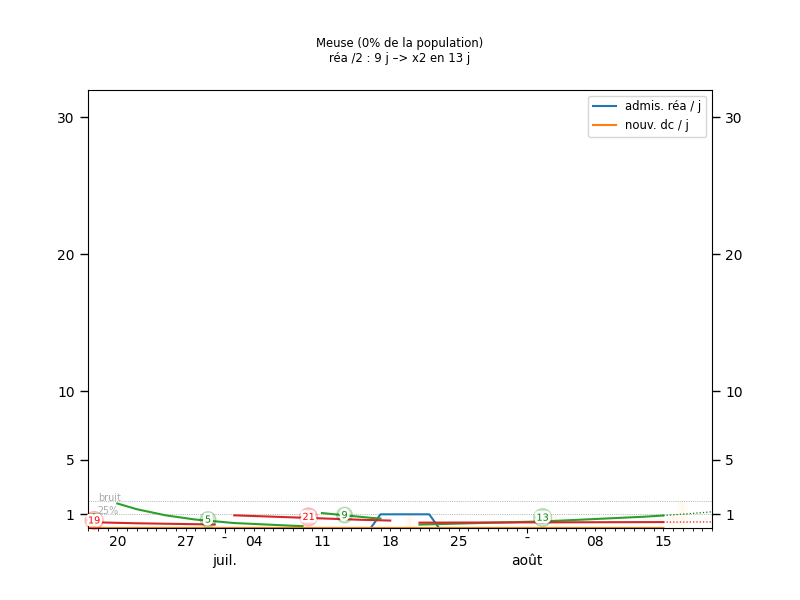 Meuse (0% de la population)
réa /2 : 9 j –> x2 en 13 j
admis. réa / j
nouv. dc / j
30 30
20 20
10 10
5 5
bruit
25%
1 1
19 5 21 9 13
20 27 - 04 11 18 25 - 08 15
juil. août